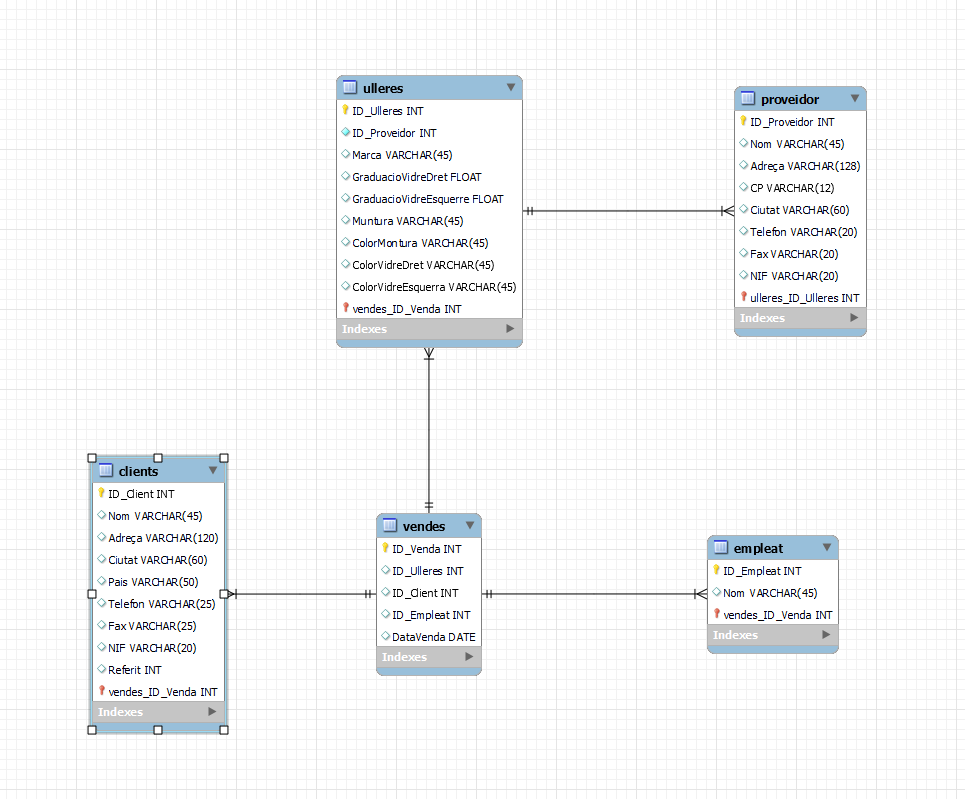 ulleres
ID_Ulleres INT
ID_Proveidor INT
Marca VARCHAR(45)
GraduacioVidreDret FLOAT
GraduacioVidreEsquerre FLOAT
Muntura VARCHAR(45)
ColorMontura VARCHAR(45)
ColorVidreDret VARCHAR(45)
ColorVidreEsquerra VARCHAR(45)
vendes_ID_Venda INT
Indexes
proveidor
ID_Proveidor INT
Nom VARCHAR(45)
Adreça VARCHAR(128)
CP VARCHAR(12)
Ciutat VARCHAR(60)
Telefon VARCHAR(20)
Fax VARCHAR(20)
NIF VARCHAR(20)
ulleres_ID_Ulleres INT
Indexes
clients
ID_Client INT
Nom VARCHAR(45)
Adreça VARCHAR(120)
Ciutat VARCHAR(60)
Pais VARCHAR(50)
Telefon VARCHAR(25)
Fax VARCHAR(25)
NIF VARCHAR(20)
Referit INT
vendes_ID_Venda INT
Indexes
vendes
ID_Venda INT
ID_Ulleres INT
ID_Client INT
ID_Empleat INT
DataVenda DATE
Indexes
empleat
ID_Empleat INT
Nom VARCHAR(45)
vendes_ID_Venda INT
Indexes